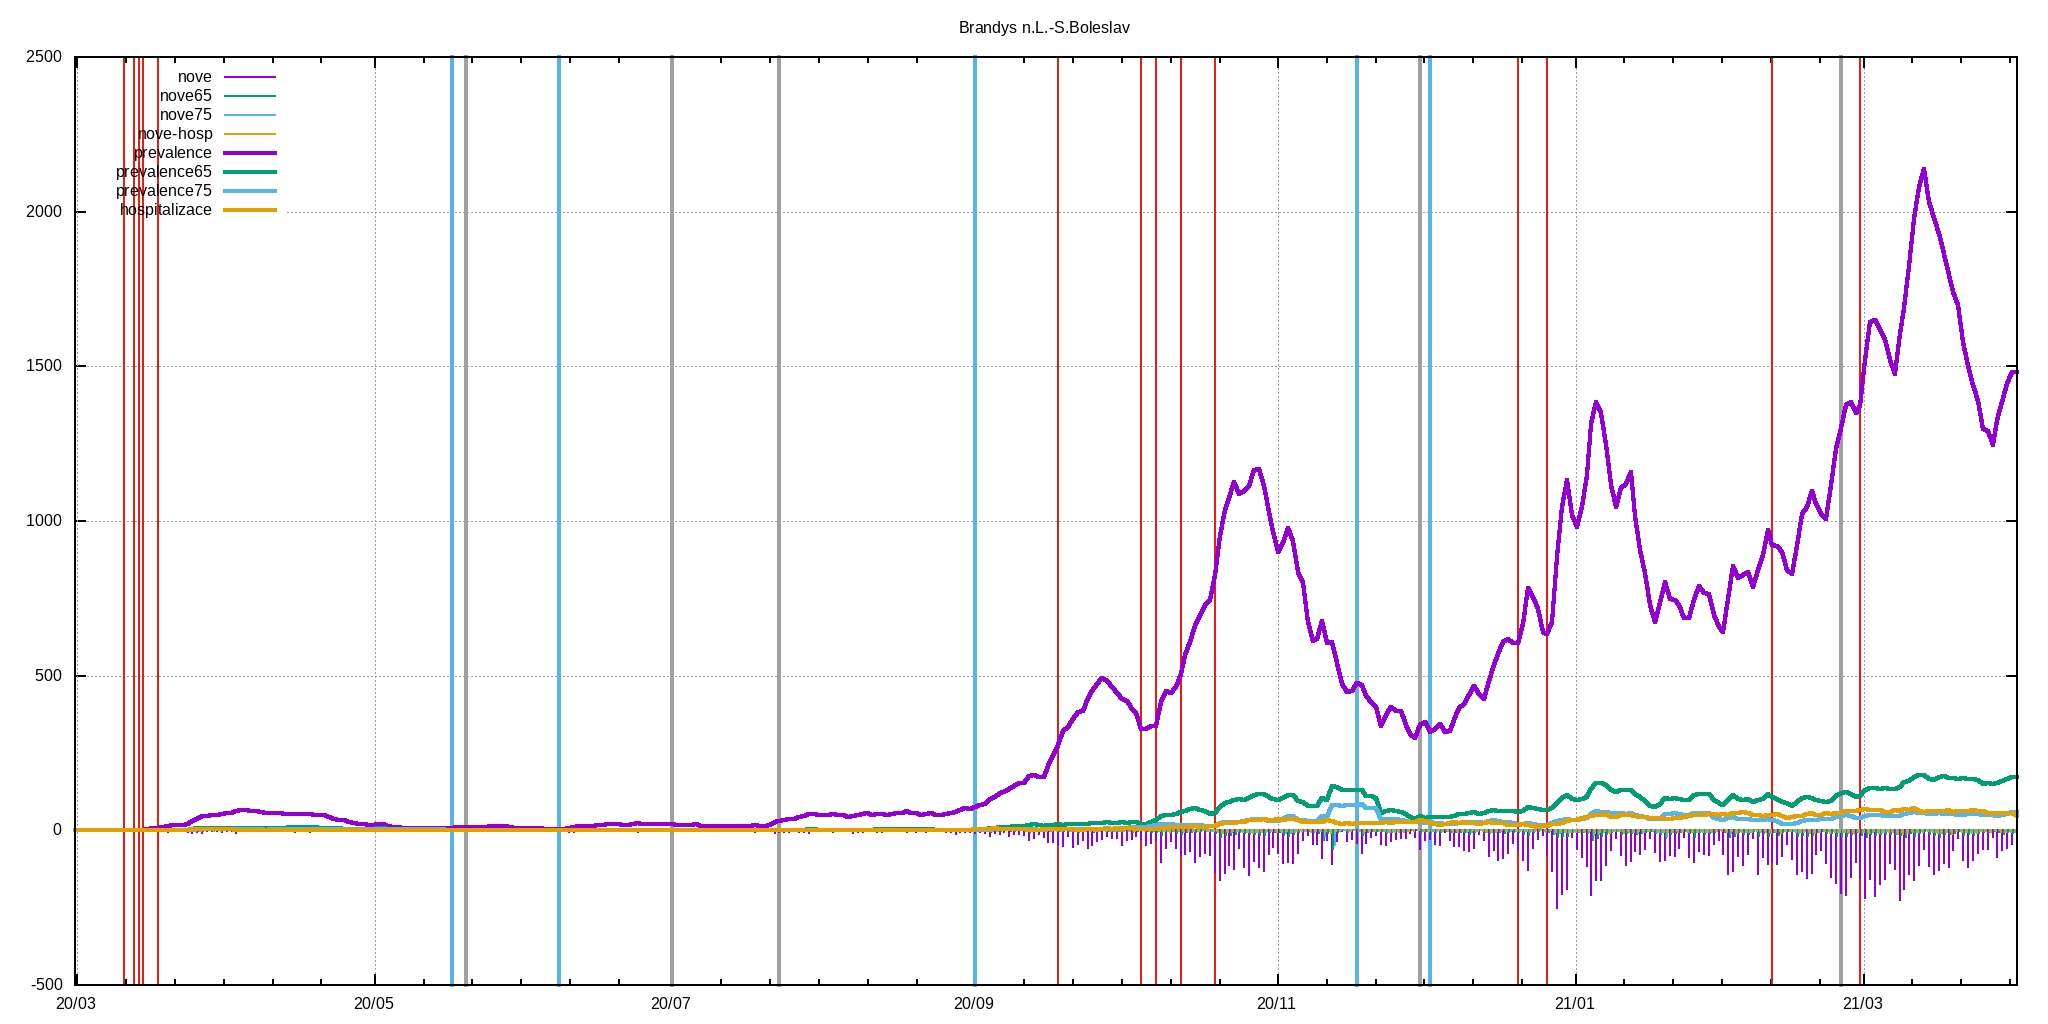 Brandys n.L.-S.Boleslav
2500
2000
1500
1000
500
0
-500
nove
nove65
nove75
nove-hosp
prevalence
prevalence65
prevalence75
hospitalizace
20/03 20/05 20/07 20/09 20/11 21/01 21/03